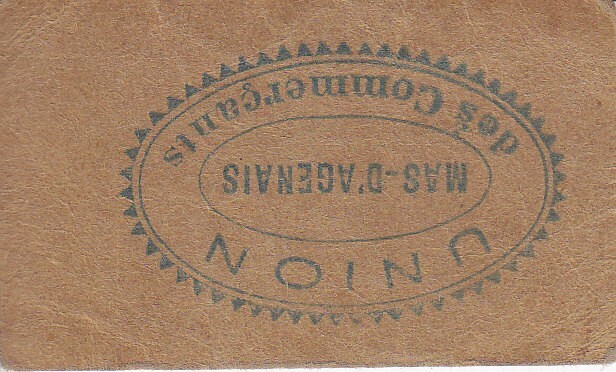 UNION
MAS-D'AGENAIS
des Commerçants